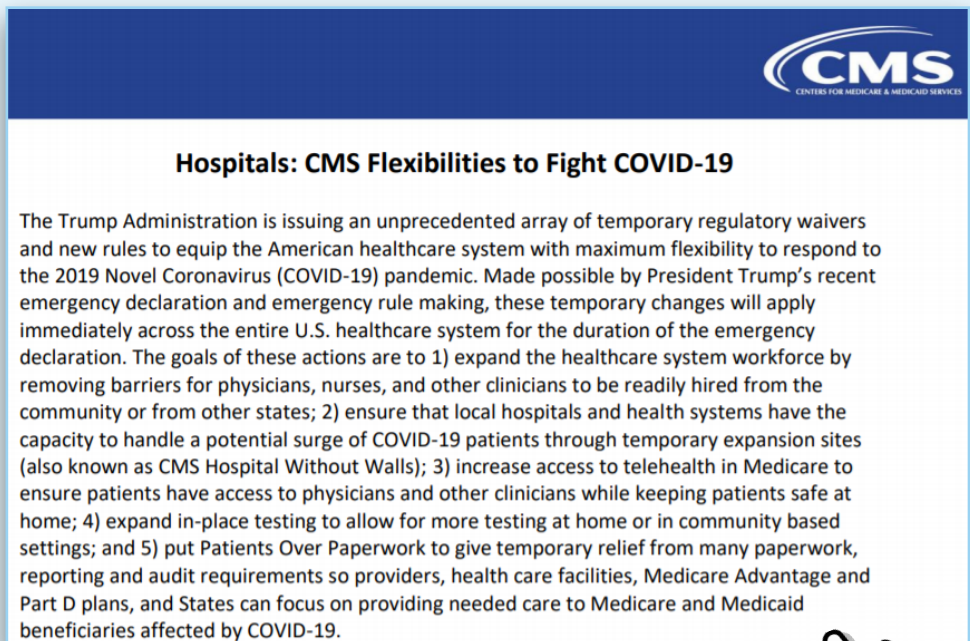 CMS
CENTERS FOR MEDICARE & MEDICAID SERVICES
Hospitals: CMS Flexibilities to Fight COVID-19
The Trump Administration is issuing an unprecedented array of temporary regulatory waivers
and new rules to equip the American healthcare system with maximum flexibility to respond to
the 2019 Novel Coronavirus (COVID-19) pandemic. Made possible by President Trump’s recent
emergency declaration and emergency rule making, these temporary changes will apply
immediately across the entire U.S. healthcare system for the duration of the emergency
declaration. The goals of these actions are to 1) expand the healthcare system workforce by
removing barriers for physicians, nurses, and other clinicians to be readily hired from the
community or from other states; 2) ensure that local hospitals and health systems have the
capacity to handle a potential surge of COVID-19 patients through temporary expansion sites
(also known as CMS Hospital Without Walls); 3) increase access to telehealth in Medicare to
ensure patients have access to physicians and other clinicians while keeping patients safe at
home; 4) expand in-place testing to allow for more testing at home or in community based
settings; and 5) put Patients Over Paperwork to give temporary relief from many paperwork,
reporting and audit requirements so providers, health care facilities, Medicare Advantage and
Part D plans, and States can focus on providing needed care to Medicare and Medicaid
beneficiaries affected by COVID-19.